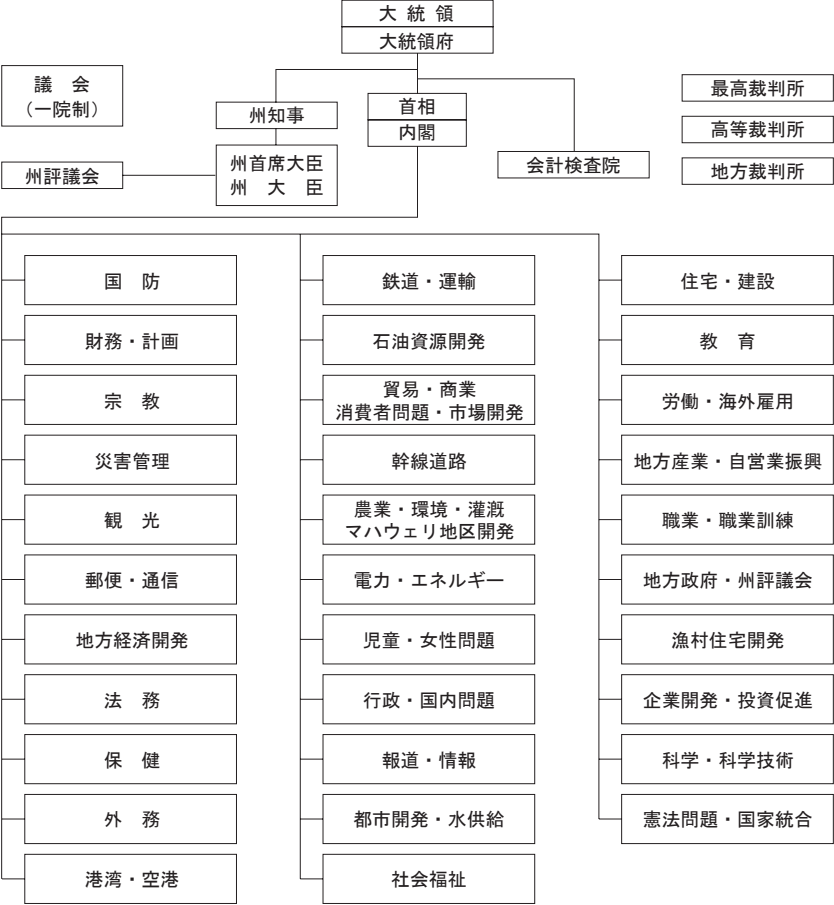 大 統 領
大統領府
議　会
（一院制）
州知事
首相
内閣
最高裁判所
高等裁判所
地方裁判所
州評議会
州首席大臣
州　大　臣
会計検査院
国　防
財務・計画
宗　教
災害管理
観　光
郵便・通信
地方経済開発
法　務
保　健
外　務
港湾・空港
鉄道・運輸
石油資源開発
貿易・商業
消費者問題・市場開発
幹線道路
農業・環境・灌漑
マハウェリ地区開発
電力・エネルギー
児童・女性問題
行政・国内問題
報道・情報
都市開発・水供給
社会福祉
住宅・建設
教　育
労働・海外雇用
地方産業・自営業振興
職業・職業訓練
地方政府・州評議会
漁村住宅開発
企業開発・投資促進
科学・科学技術
憲法問題・国家統合